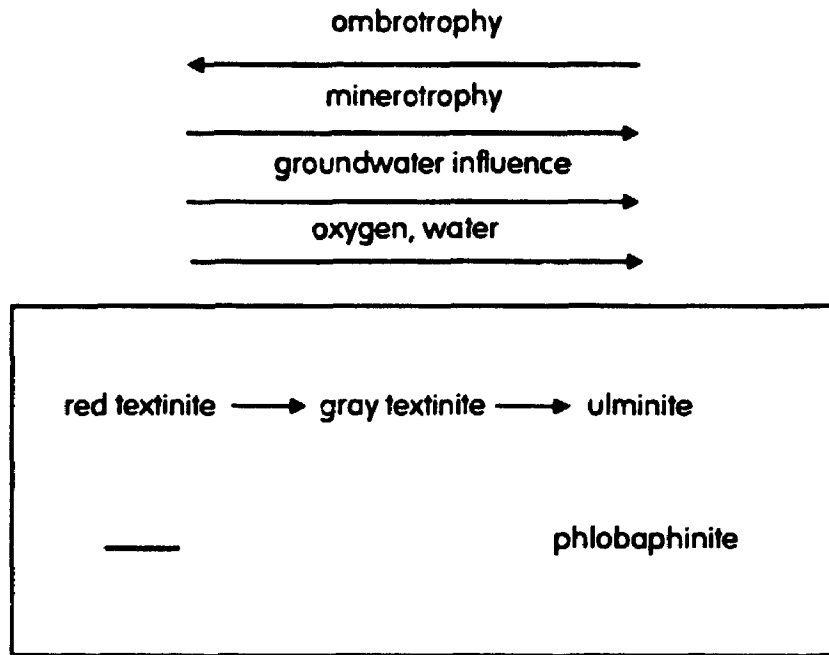 ombrotrophy
minerotrophy
groundwater influence
oxygen, water
red textinite gray textinite ulminite
phlobaphinite